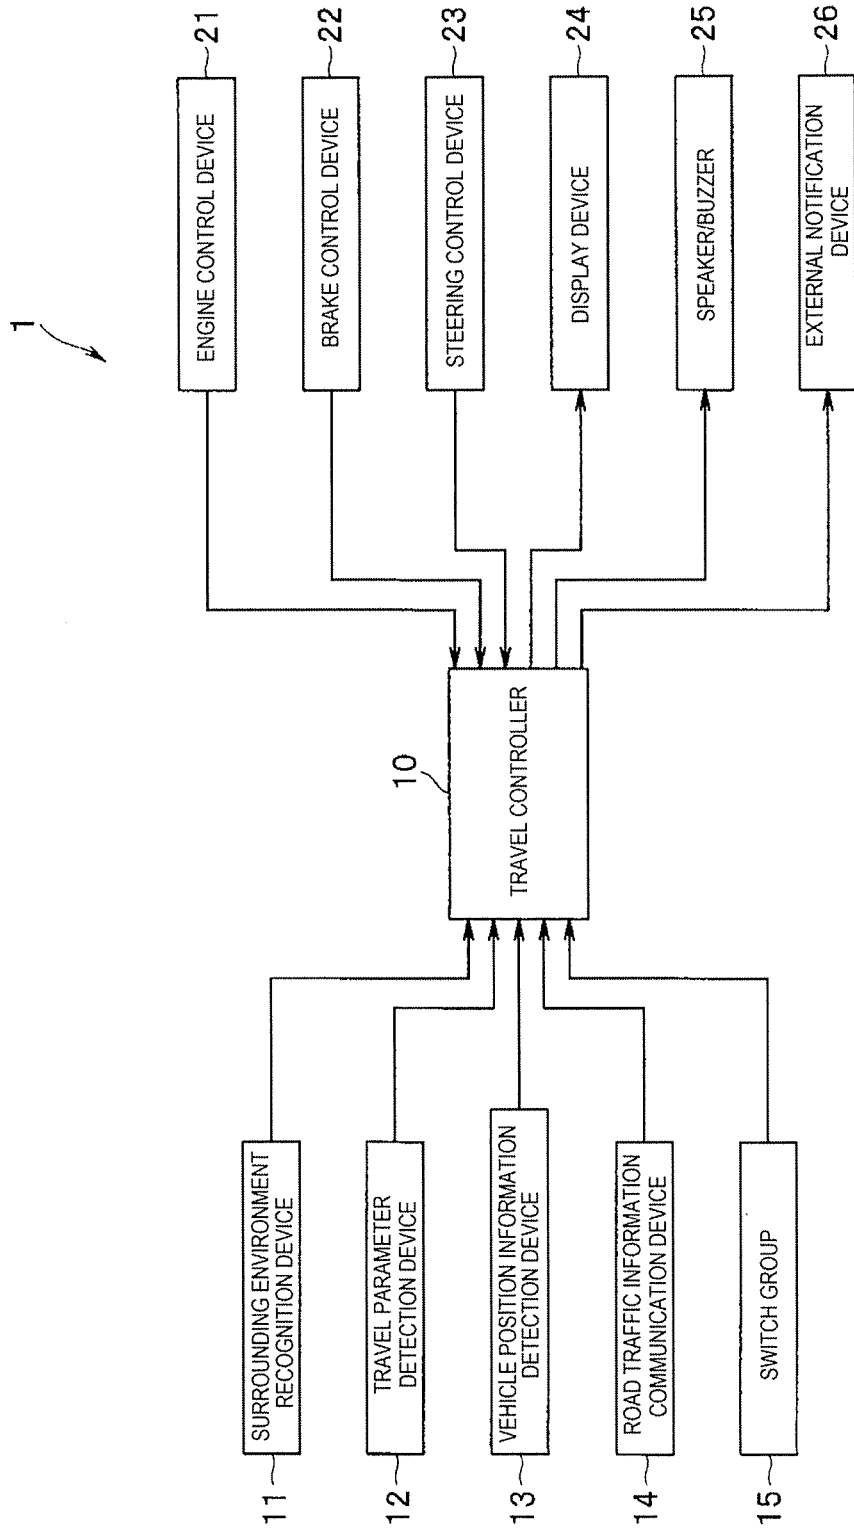 1
11
SURROUNDING ENVIRONMENT
RECOGNITION DEVICE
12
TRAVEL PARAMETER
DETECTION DEVICE
13
VEHICLE POSITION INFORMATION
DETECTION DEVICE
14
ROAD TRAFFIC INFORMATION
COMMUNICATION DEVICE
15
SWITCH GROUP
10
TRAVEL CONTROLLER
ENGINE CONTROL DEVICE
21
BRAKE CONTROL DEVICE
22
STEERING CONTROL DEVICE
23
DISPLAY DEVICE
24
SPEAKER/BUZZER
25
EXTERNAL NOTIFICATION
DEVICE
26